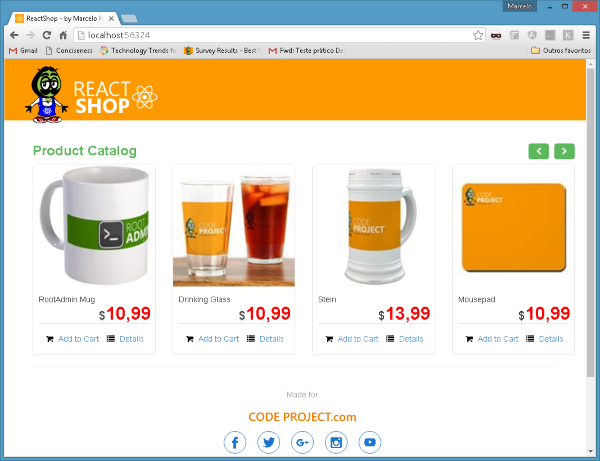 Marcelo
ReactShop - by Marcelo R
localhost:56324
Gmail Conciseness Technology Trends fo Survey Results - Best Fwd: Teste prático De Outros favoritos
REACT
SHOP
Product Catalog
ROOT
ADM
CODE
PROJECT
CODE
PROJECT
CODE
PROJECT
RootAdmin Mug Drinking Glass Stein Mousepad
$10,99 $10,99 $13,99 $10,99
Add to Cart Details Add to Cart Details Add to Cart Details Add to Cart Details
Made for
CODE PROJECT.com